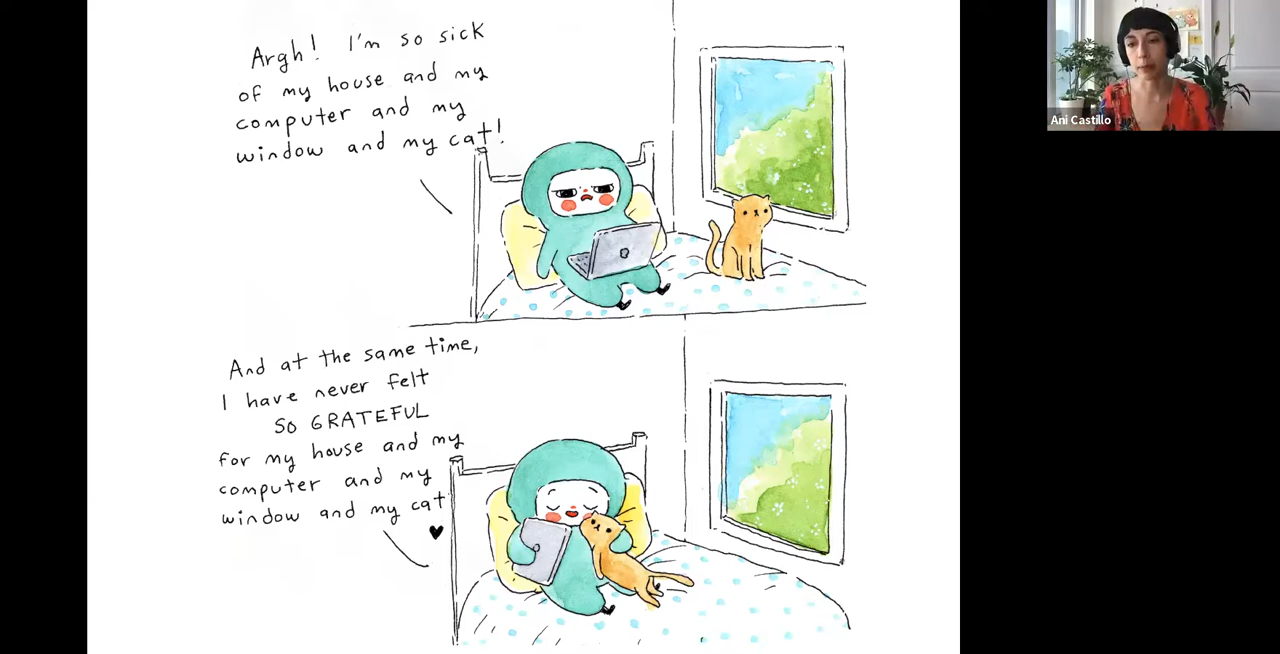 Argh! I'm so sick
of my house and my
computer and my
window and my cat!
And at the same time,
I have never felt
SO GRATEFUL
for my house and my
computer and my
window and my cat
Ani Castillo